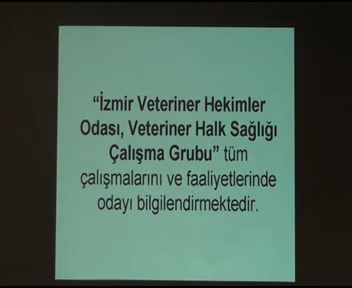 “İzmir Veteriner Hekimler
Odası, Veteriner Halk Sağlığı
Çalışma Grubu” tüm
çalışmalarını ve faaliyetlerinde
odayı bilgilendirmektedir.